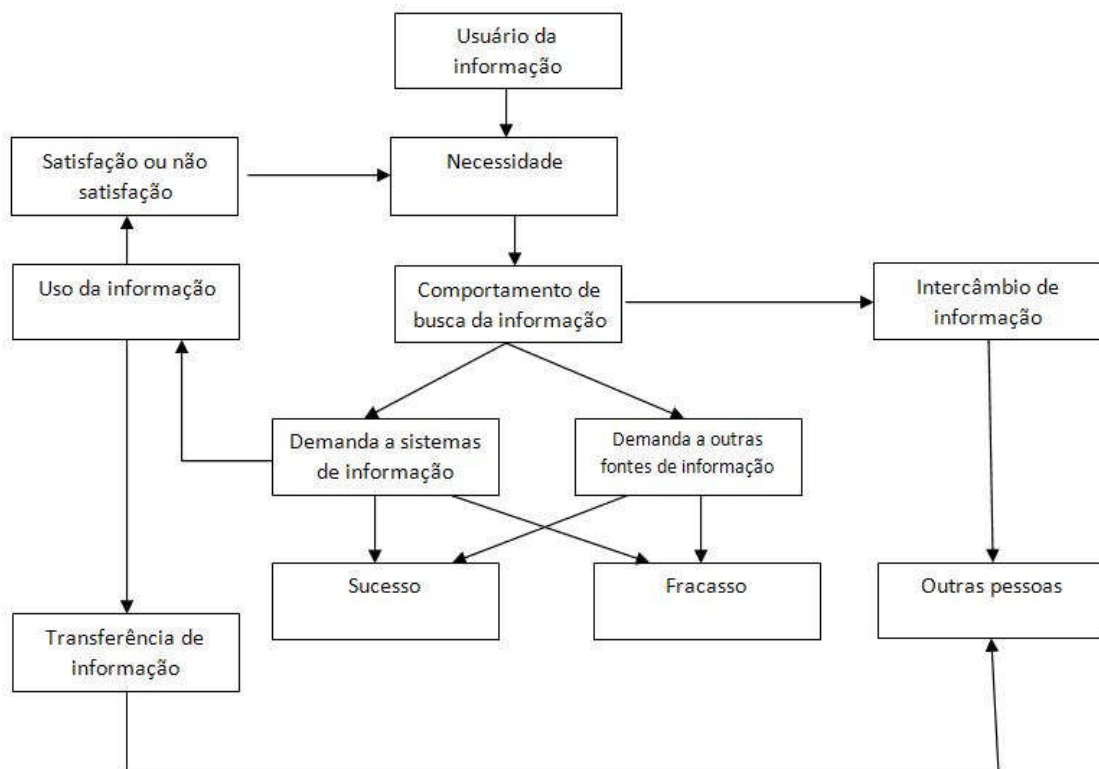 Usuário da
informação
Satisfação ou não
satisfação
Necessidade
Uso da informação
Comportamento de
busca da informação
Intercâmbio de
informação
Demanda a sistemas
de informação
Demanda a outras
fontes de informação
Sucesso
Fracasso
Outras pessoas
Transferência de
informação